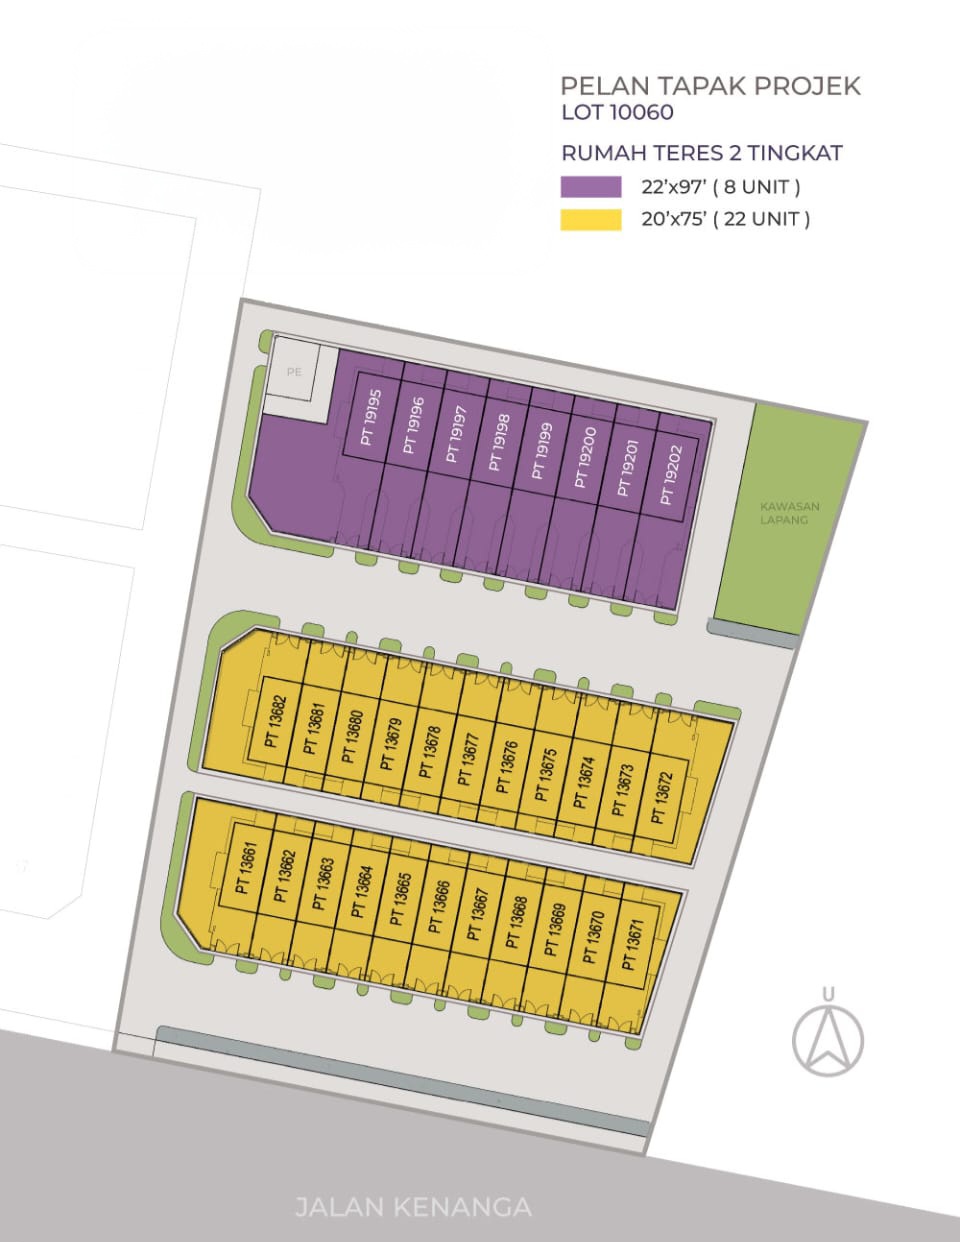 PELAN TAPAK PROJEK
LOT 10060
RUMAH TERES 2 TINGKAT
22'x97' ( 8 UNIT )
20'x75' ( 22 UNIT )
PE
PT 19195
PT 19196
PT 19197
PT 19198
PT 19199
PT 19200
PT 19201
PT 19202
KAWASAN
LAPANG
PT 13682
PT 13681
PT 13680
PT 13679
PT 13678
PT 13677
PT 13676
PT 13675
PT 13674
PT 13673
PT 13672
PT 13661
PT 13662
PT 13663
PT 13664
PT 13665
PT 13666
PT 13667
PT 13668
PT 13669
PT 13670
PT 13671
U
JALAN KENANGA